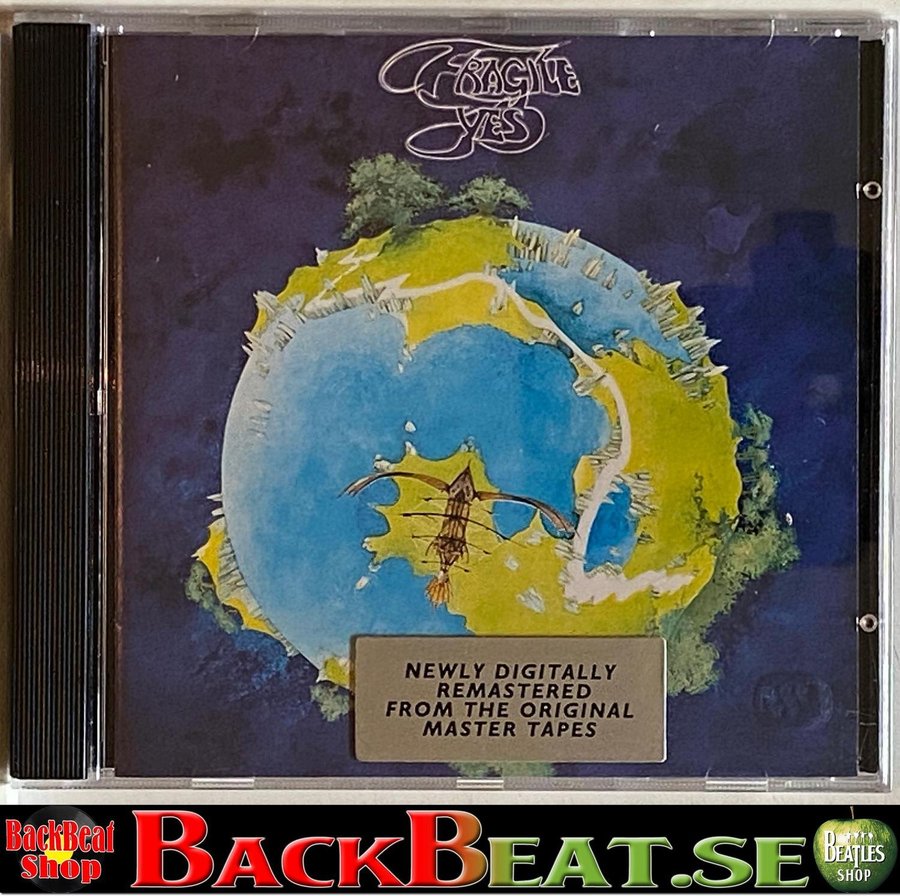 FRAGILE
YES
NEWLY DIGITALLY
REMASTERED
FROM THE ORIGINAL
MASTER TAPES
BackBeat
Shop
BACKBEAT.SE
BEATLES
SHOP